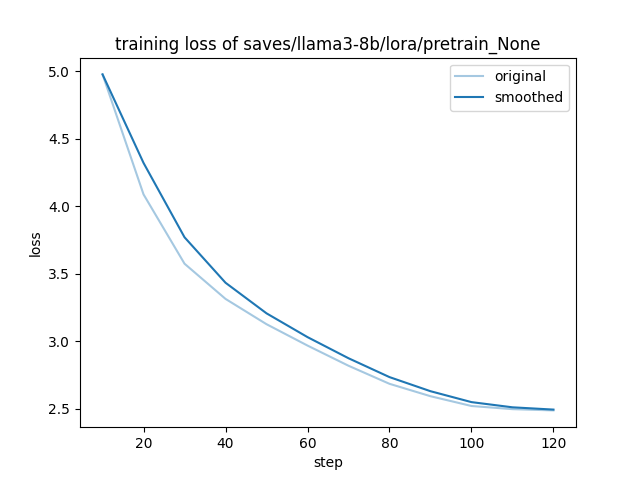 training loss of saves/llama3-8b/lora/pretrain_None
original
smoothed
5.0
4.5
4.0
3.5
3.0
2.5
loss
20 40 60 80 100 120
step